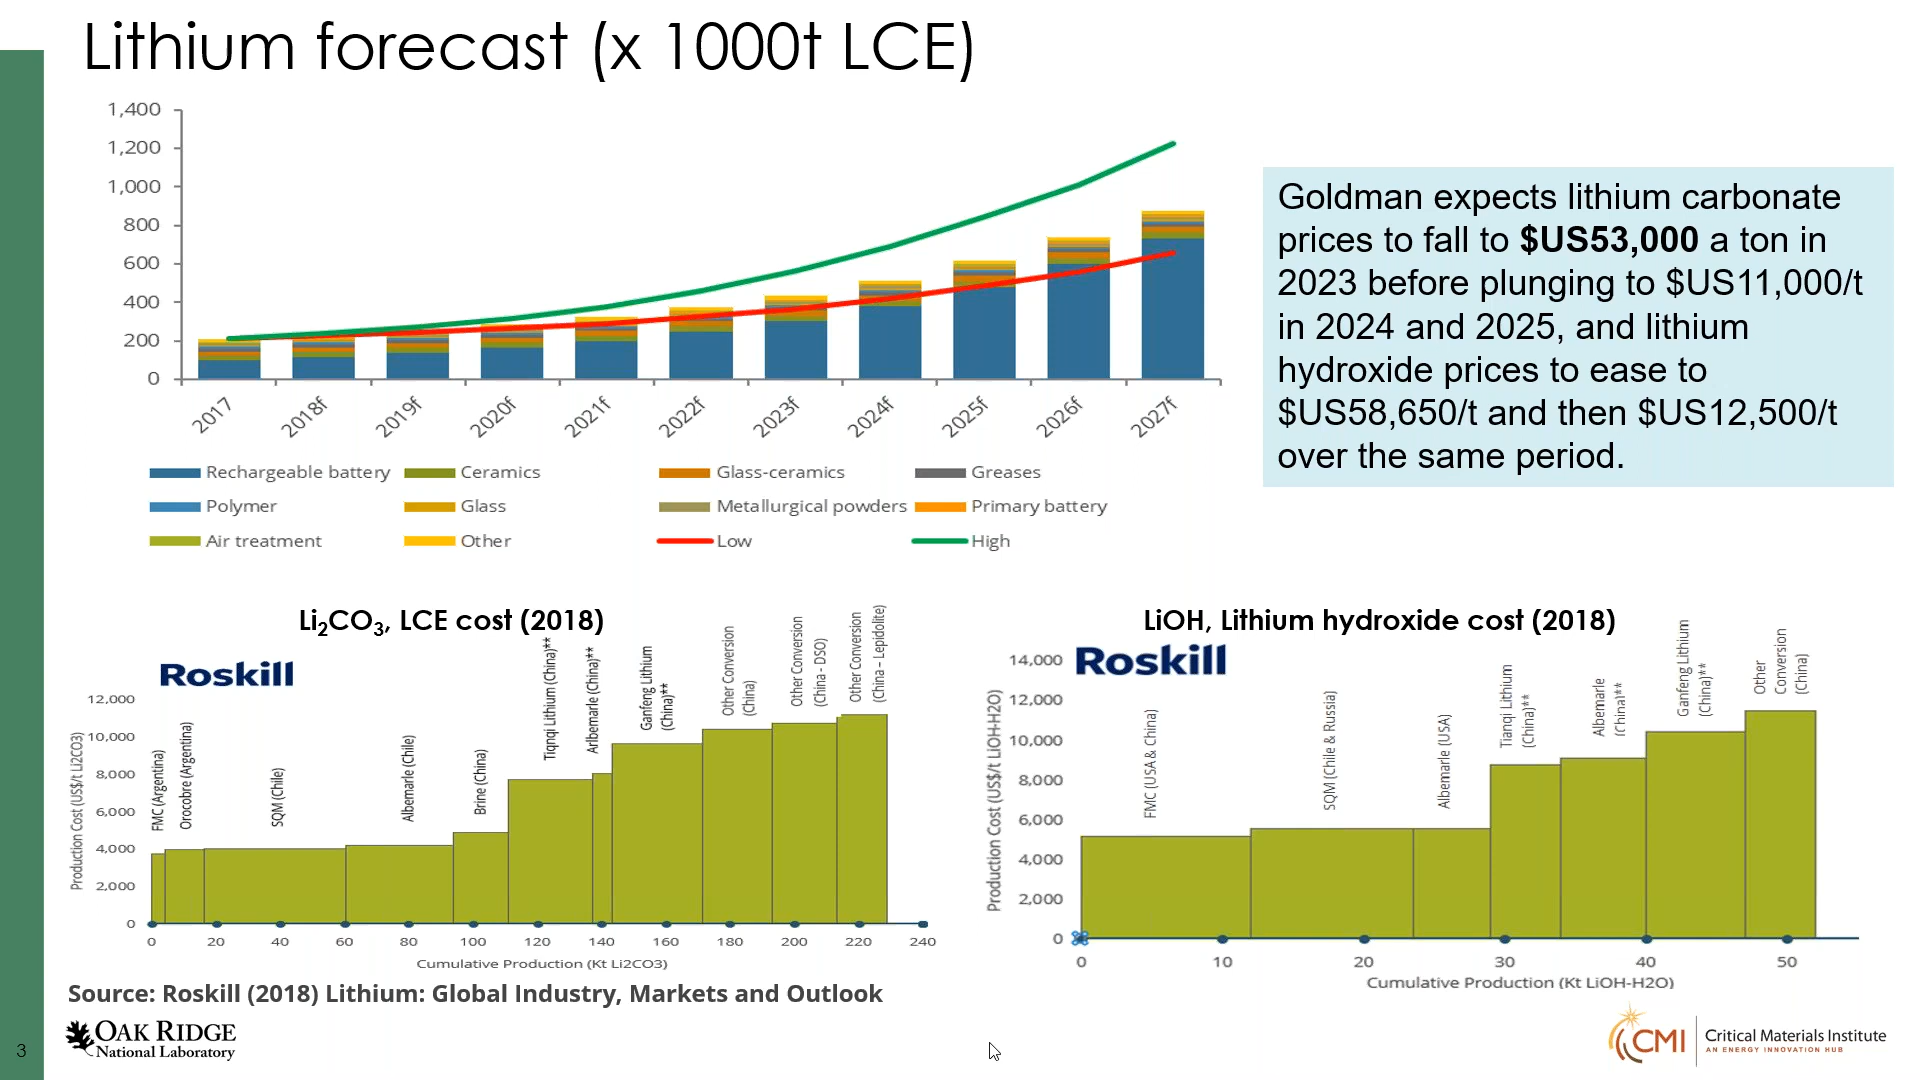 Lithium forecast (x 1000t LCE)
1,400
1,200
1,000
800
600
400
200
0
2017
2018f
2019f
2020f
2021f
2022f
2023f
2024f
2025f
2026f
2027f
Rechargeable battery
Ceramics
Glass-ceramics
Greases
Polymer
Glass
Metallurgical powders
Primary battery
Air treatment
Other
Low
High
Goldman expects lithium carbonate
prices to fall to $US53,000 a ton in
2023 before plunging to $US11,000/t
in 2024 and 2025, and lithium
hydroxide prices to ease to
$US58,650/t and then $US12,500/t
over the same period.
Li2CO3, LCE cost (2018)
Roskill
Production Cost (US$/t Li2CO3)
12,000
10,000
8,000
6,000
4,000
2,000
0
FMC (Argentina)
Orocobre (Argentina)
SQM (Chile)
Albemarle (Chile)
Brine (China)
Tiqnqi Lithium (China)**
Arlbemarle (China)**
Ganfeng Lithium
(China)**
Other Conversion
(China)
Other Conversion
(China - DSO)
Other Conversion
(China – Lepidolite)
0
20
40
60
80
100
120
140
160
180
200
220
240
Cumulative Production (Kt Li2CO3)
LiOH, Lithium hydroxide cost (2018)
Roskill
Production Cost (US$/t LiOH-H2O)
14,000
12,000
10,000
8,000
6,000
4,000
2,000
0
FMC (USA & China)
SQM (Chile & Russia)
Albemarle (USA)
Tianqi Lithium
(China)**
Albemarle
(China)**
Ganfeng Lithium
(China)**
Other
Conversion
(China)
0
10
20
30
40
50
Cumulative Production (Kt LiOH-H2O)
Source: Roskill (2018) Lithium: Global Industry, Markets and Outlook
3
OAK RIDGE
National Laboratory
CMI
Critical Materials Institute
AN ENERGY INNOVATION HUB